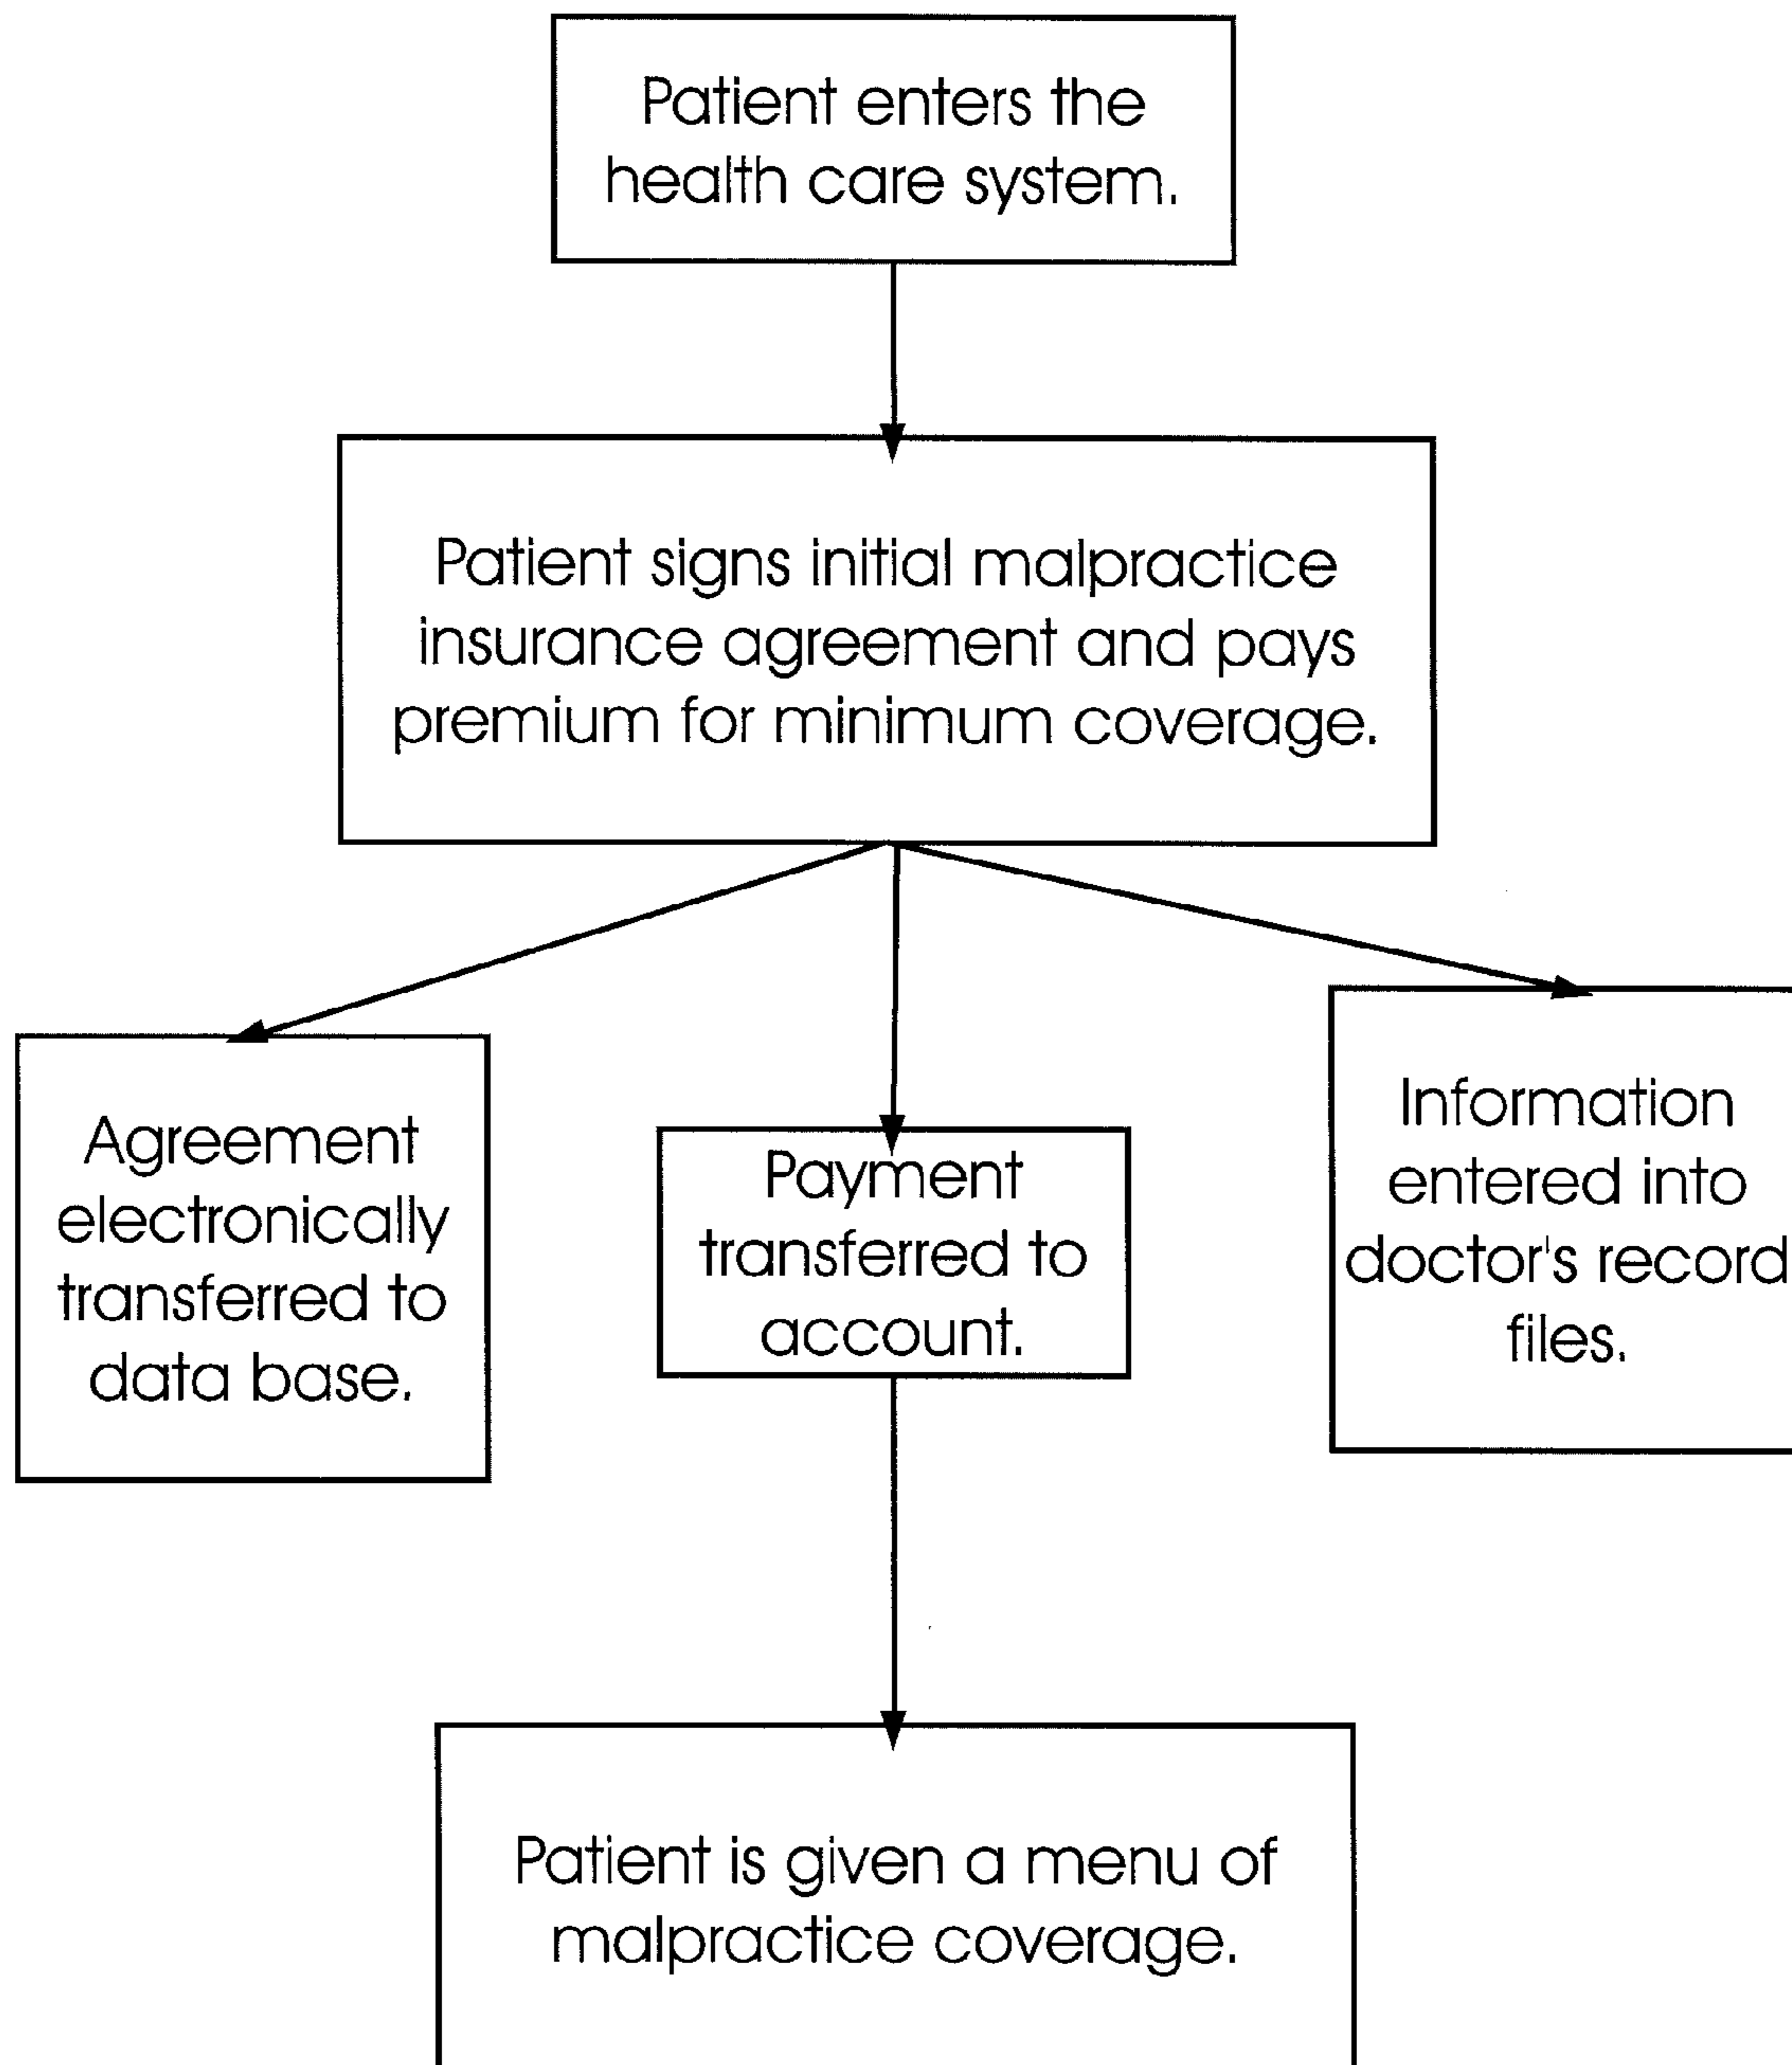 Patient enters the
health care system.
Patient signs initial malpractice
insurance agreement and pays
premium for minimum coverage.
Agreement
electronically
transferred to
data base.
Payment
transferred to
account.
Information
entered into
doctor's record
files.
Patient is given a menu of
malpractice coverage.